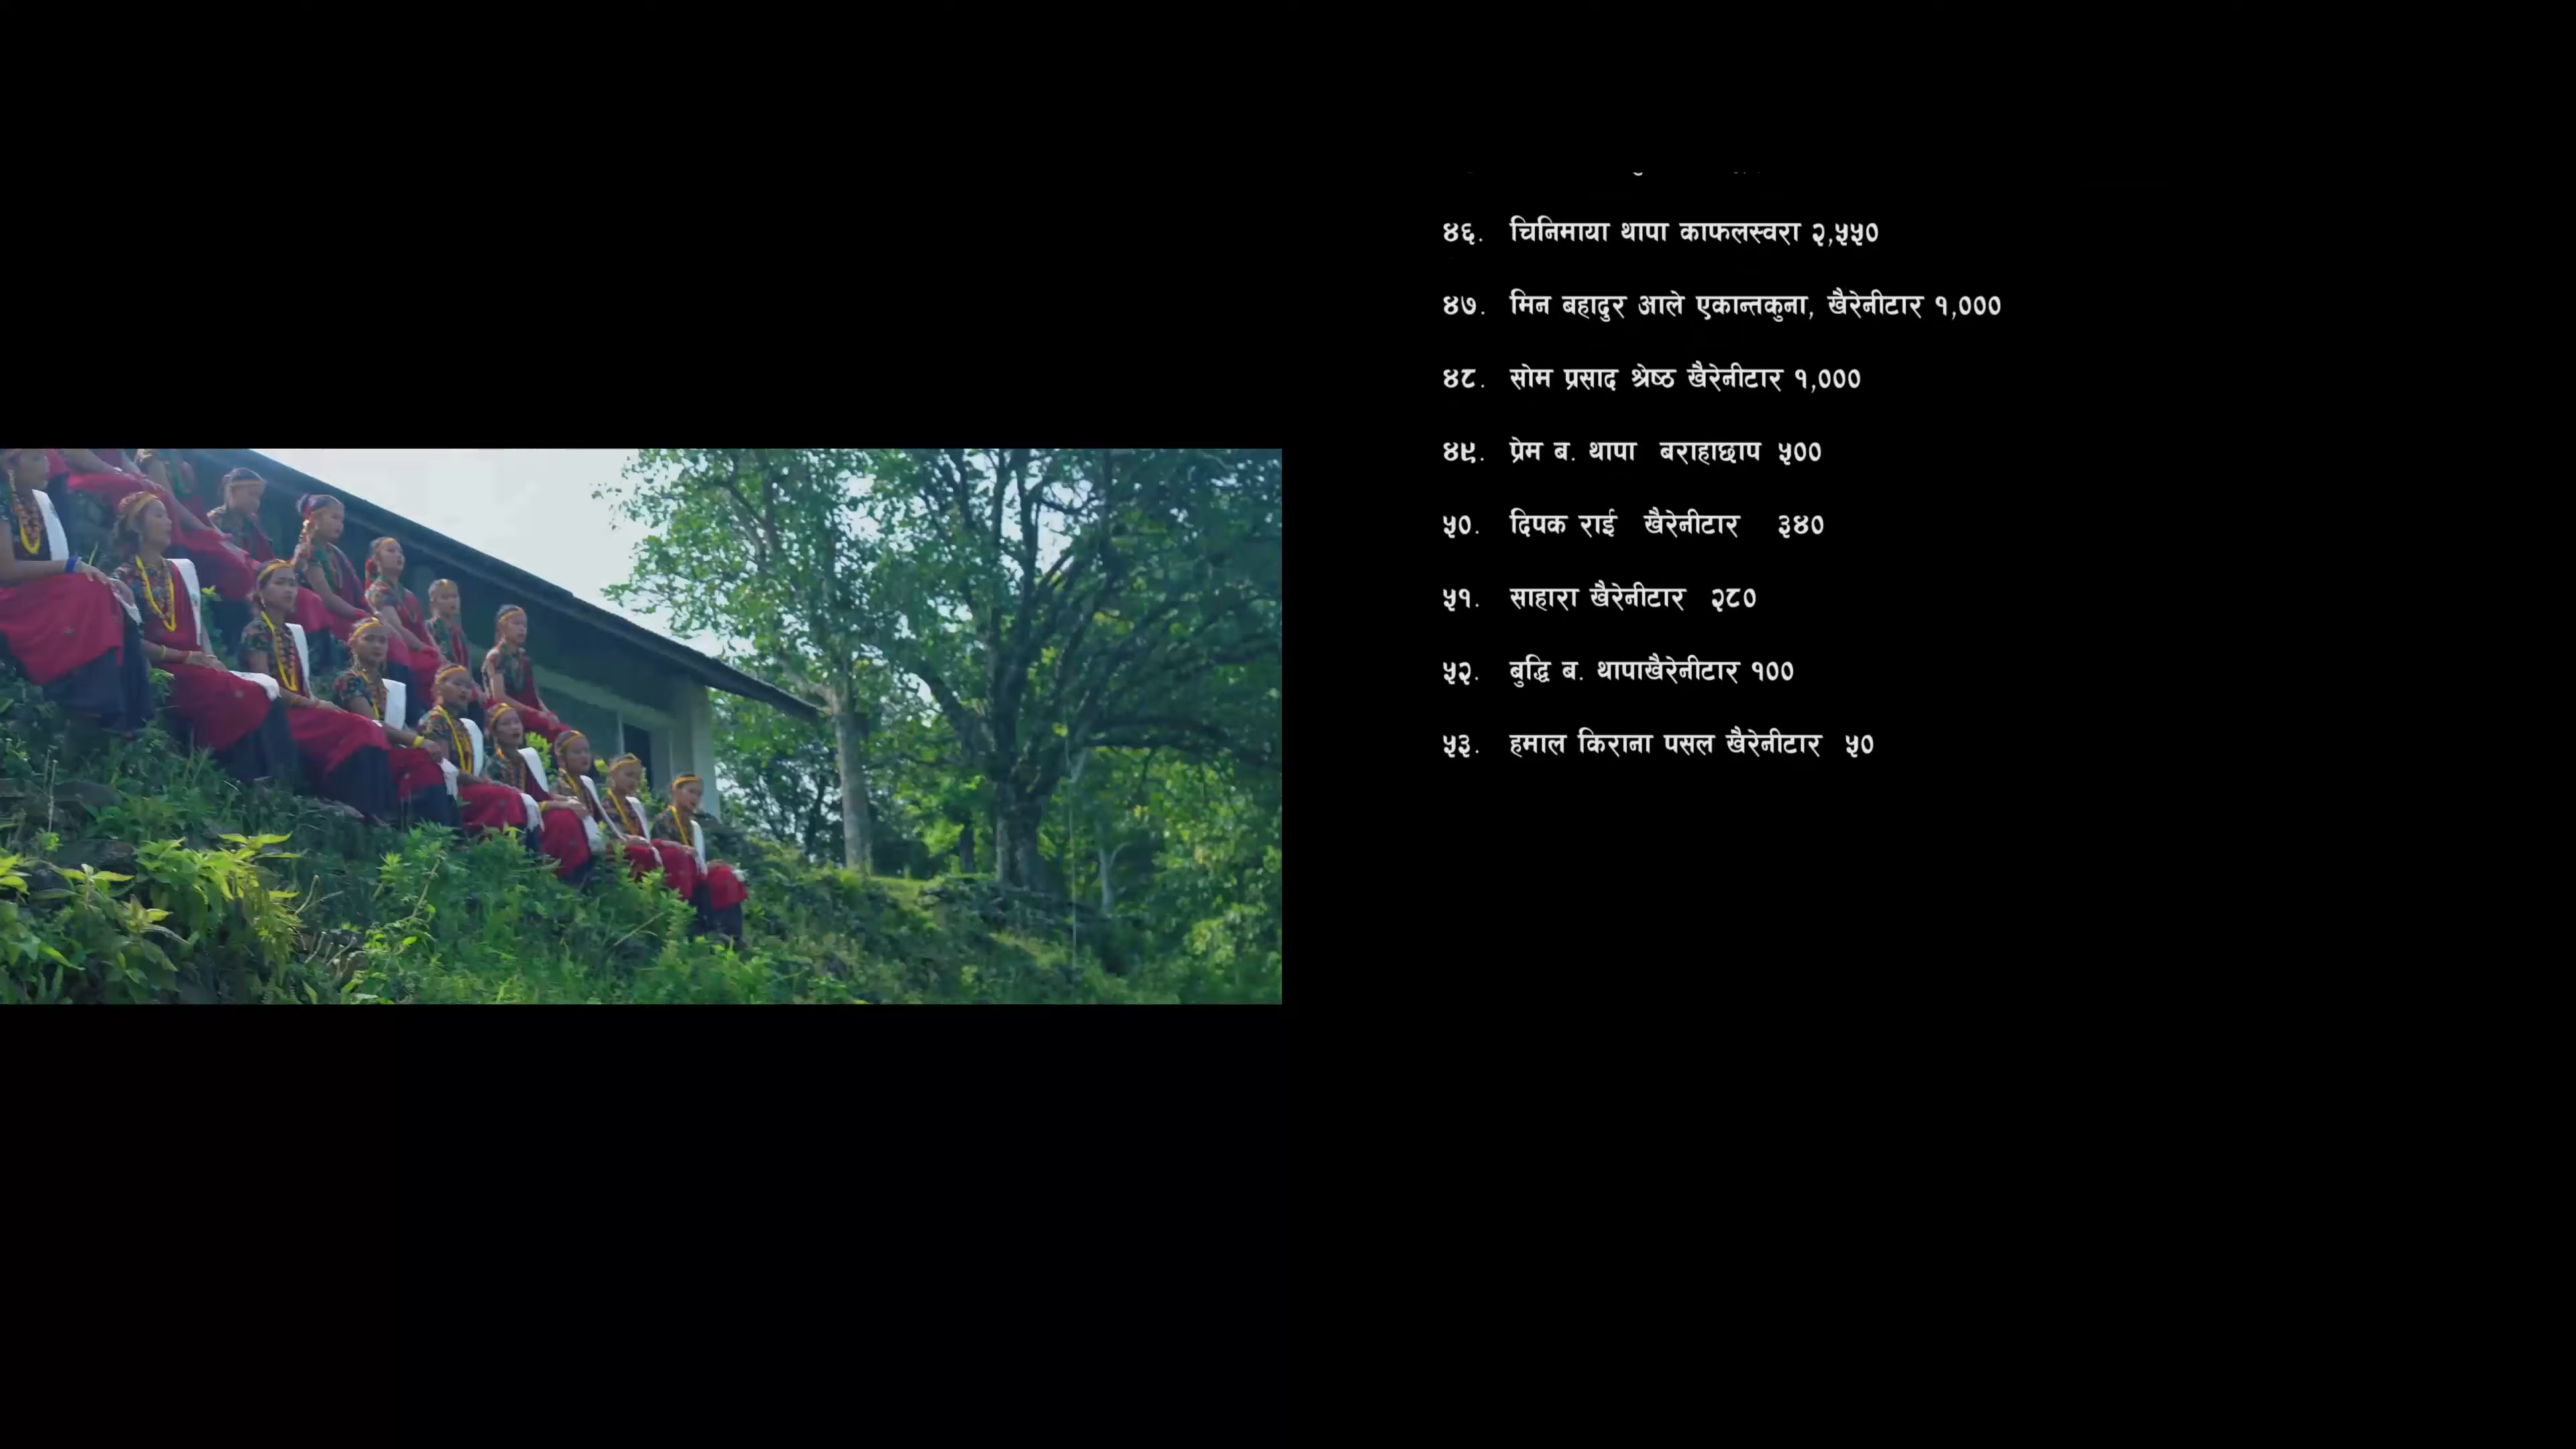 ४६. चिनिमाया थापा काफलस्वरा २,५५०
४७. मिन बहादुर आले एकान्तकुना, खैरेनीटार १,०००
४८. सोम प्रसाद श्रेष्ठ खैरेनीटार १,०००
४९. प्रेम ब. थापा बराहाछाप ५००
५०. दिपक राई खैरेनीटार ३४०
५१. साहारा खैरेनीटार २८०
५२. बुद्धि ब. थापाखैरेनीटार १००
५३. हमाल किराना पसल खैरेनीटार ५०